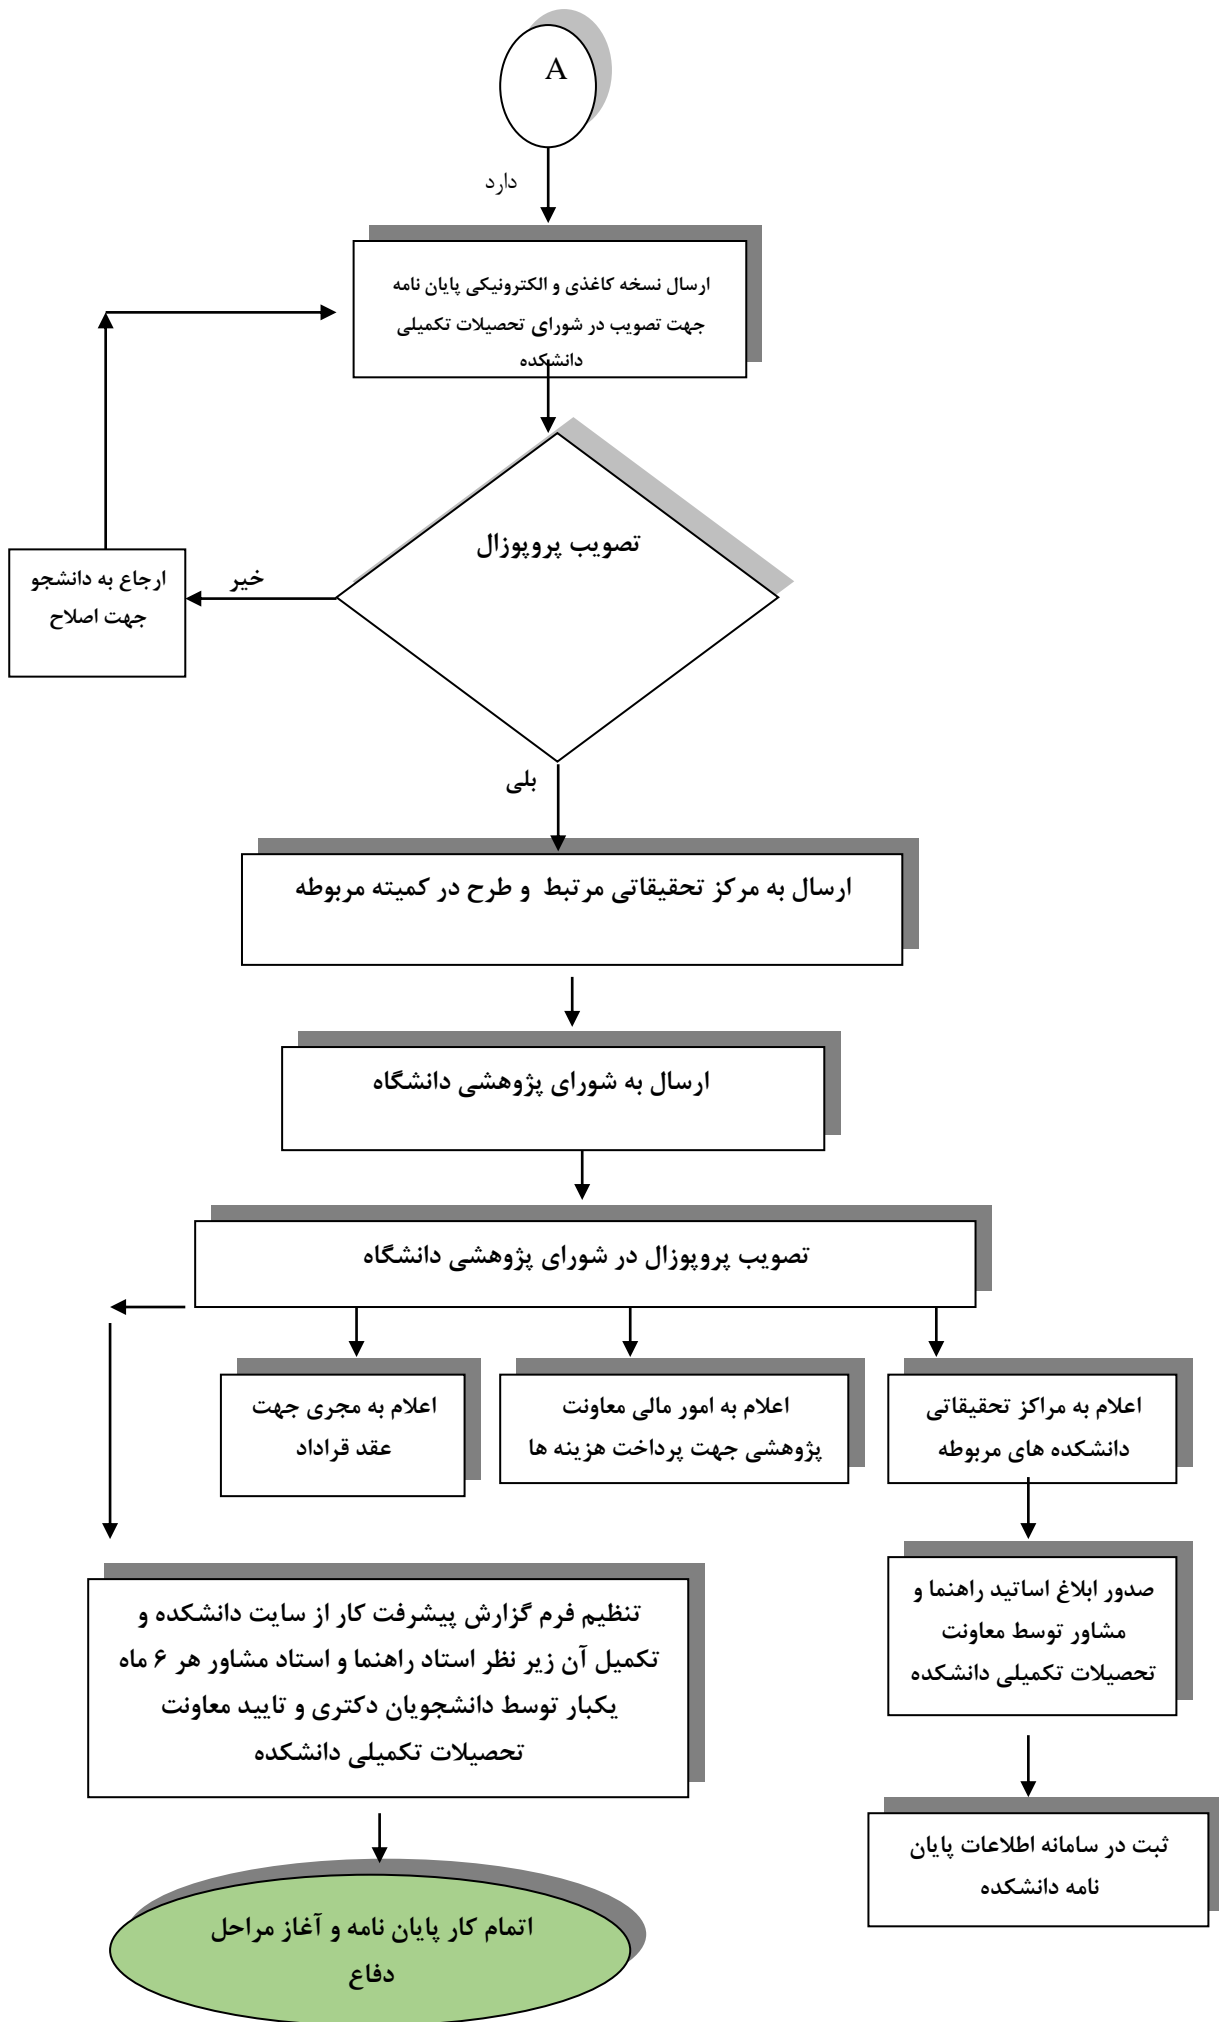 A
دارد
ارسال نسخه کاغذی و الکترونیکی پایان نامه
جهت تصویب در شورای تحصیلات تکمیلی
دانشکده
تصویب پروپوزال
خیر
ارجاع به دانشجو
جهت اصلاح
بلی
ارسال به مرکز تحقیقاتی مرتبط و طرح در کمیته مربوطه
ارسال به شورای پژوهشی دانشگاه
تصویب پروپوزال در شورای پژوهشی دانشگاه
اعلام به مراکز تحقیقاتی
دانشکده های مربوطه
اعلام به امور مالی معاونت
پژوهشی جهت پرداخت هزینه ها
اعلام به مجری جهت
عقد قراداد
صدور ابلاغ اساتید راهنما و
مشاور توسط معاونت
تحصیلات تکمیلی دانشکده
تنظیم فرم گزارش پیشرفت کار از سایت دانشکده و
تکمیل آن زیر نظر استاد راهنما و استاد مشاور هر ۶ ماه
یکبار توسط دانشجویان دکتری و تایید معاونت
تحصیلات تکمیلی دانشکده
ثبت در سامانه اطلاعات پایان
نامه دانشکده
اتمام کار پایان نامه و آغاز مراحل
دفاع